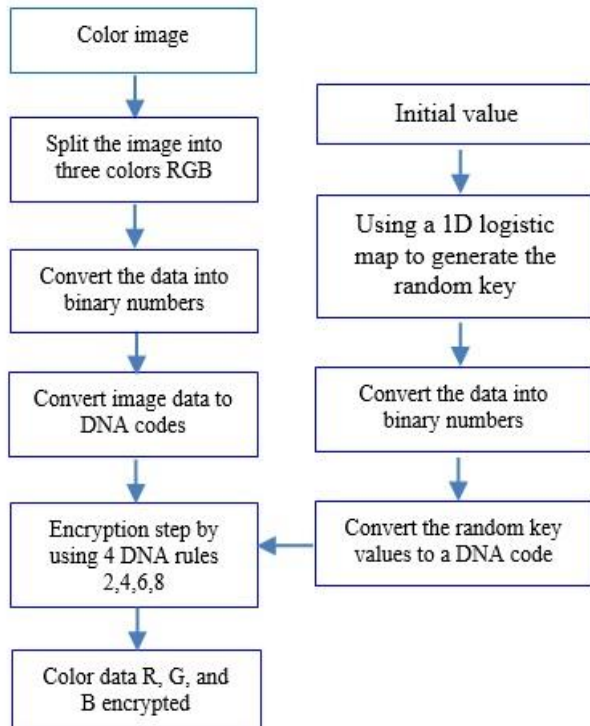 Color image
Split the image into
three colors RGB
Convert the data into
binary numbers
Convert image data to
DNA codes
Encryption step by
using 4 DNA rules
2,4,6,8
Color data R, G, and
B encrypted
Initial value
Using a 1D logistic
map to generate the
random key
Convert the data into
binary numbers
Convert the random key
values to a DNA code